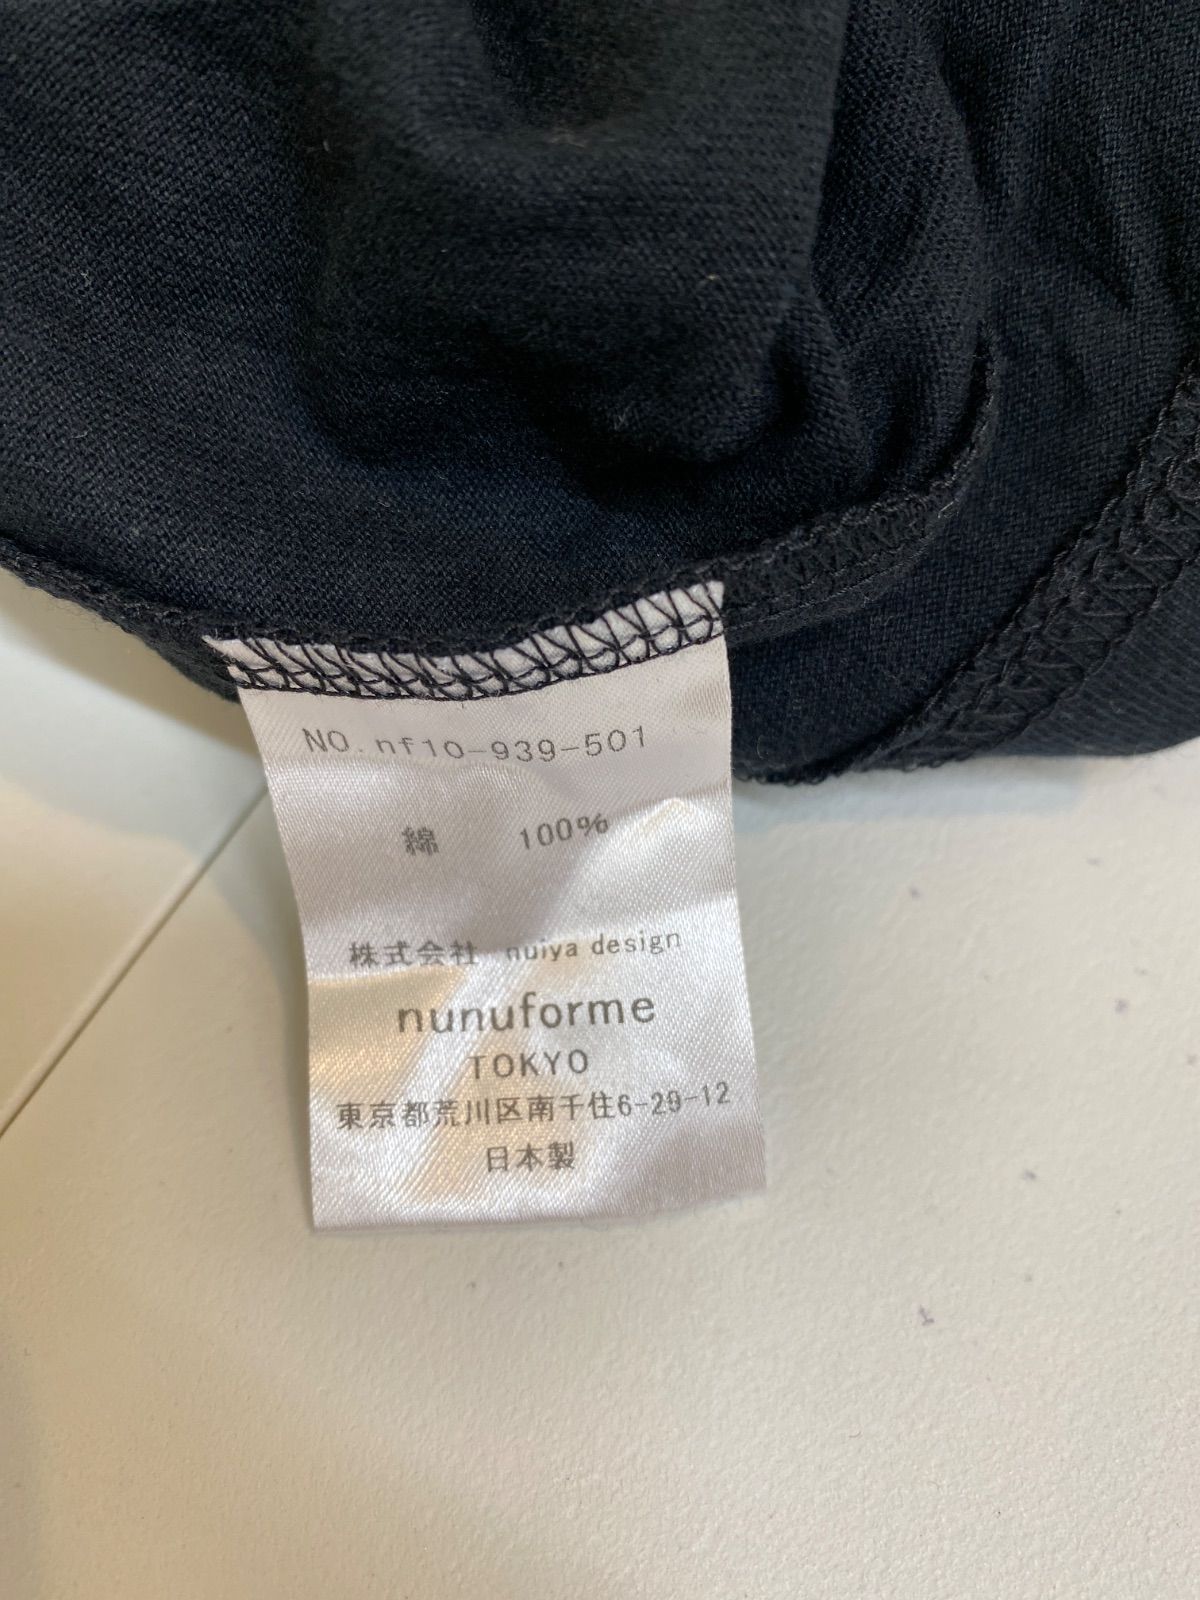 NO.nf10-939-501
綿 100%
株式会社 nuiya design
nunuforme
TOKYO
東京都荒川区南千住6-29-12
日本製